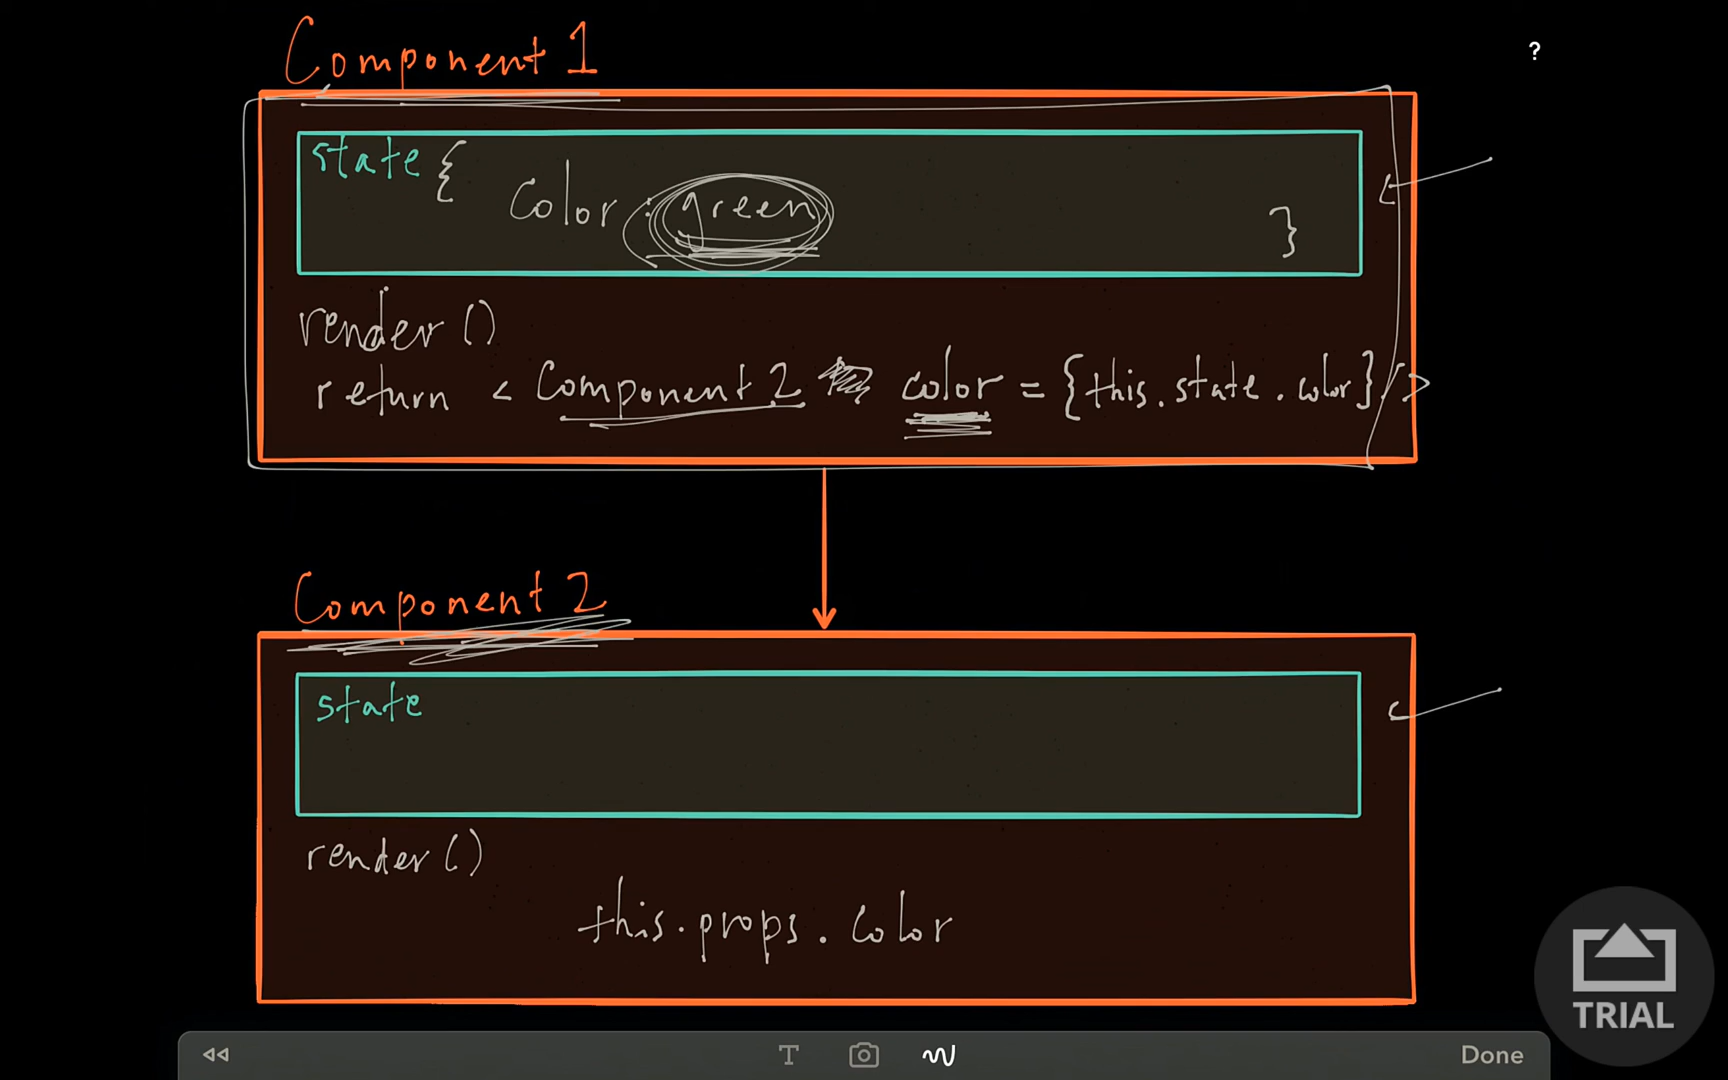 Component 1
?
state {
Color : green
}
render ()
return < Component 2 color = {this.state.color} />
Component 2
state
render ()
this.props.color
TRIAL
T
Done